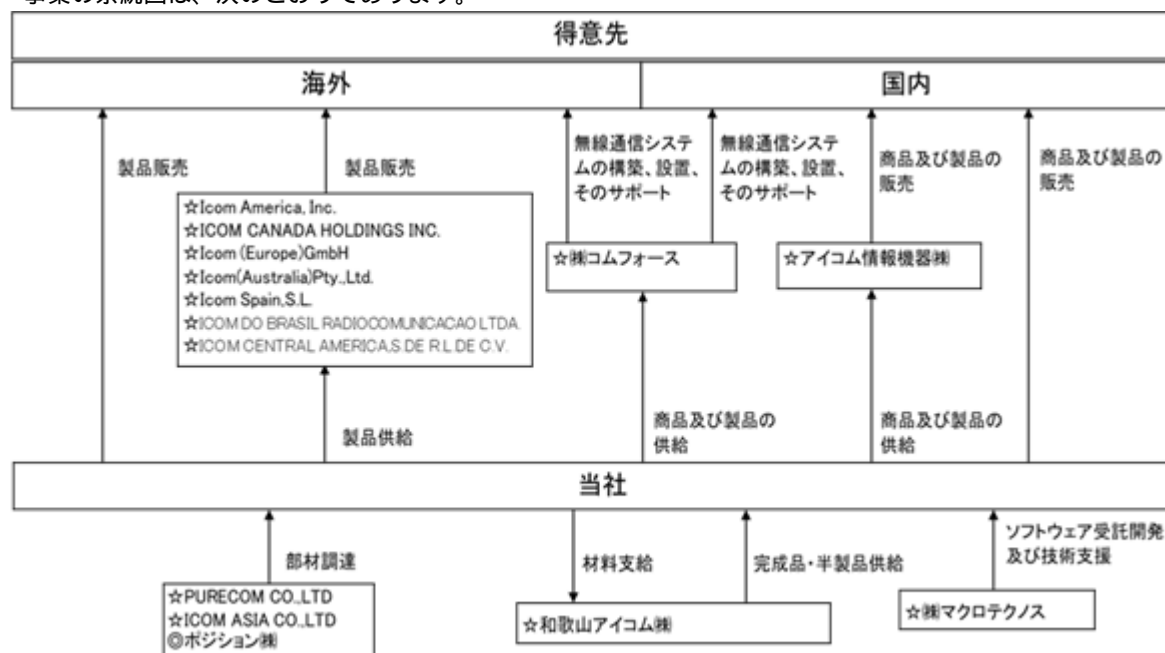 事業の系統図は、次のとおりであります。
得意先
海外
国内
製品販売
製品販売
無線通信システ
ムの構築、設置、
そのサポート
無線通信システ
ムの構築、設置、
そのサポート
商品及び製品の
販売
商品及び製品の
販売
☆Icom America, Inc.
☆ICOM CANADA HOLDINGS INC.
☆Icom (Europe)GmbH
☆Icom(Australia)Pty.,Ltd.
☆Icom Spain,S.L.
☆ICOM DO BRASIL RADIOCOMUNICACAO LTDA.
☆ICOM CENTRAL AMERICA,S.DE R.L.DE C.V.
☆㈱コムフォース
☆アイコム情報機器㈱
製品供給
商品及び製品の
供給
商品及び製品の
供給
当社
部材調達
材料支給
完成品・半製品供給
ソフトウェア受託開発
及び技術支援
☆PURECOM CO.,LTD
☆ICOM ASIA CO.,LTD
◎ポジション㈱
☆和歌山アイコム㈱
☆㈱マクロテクノス